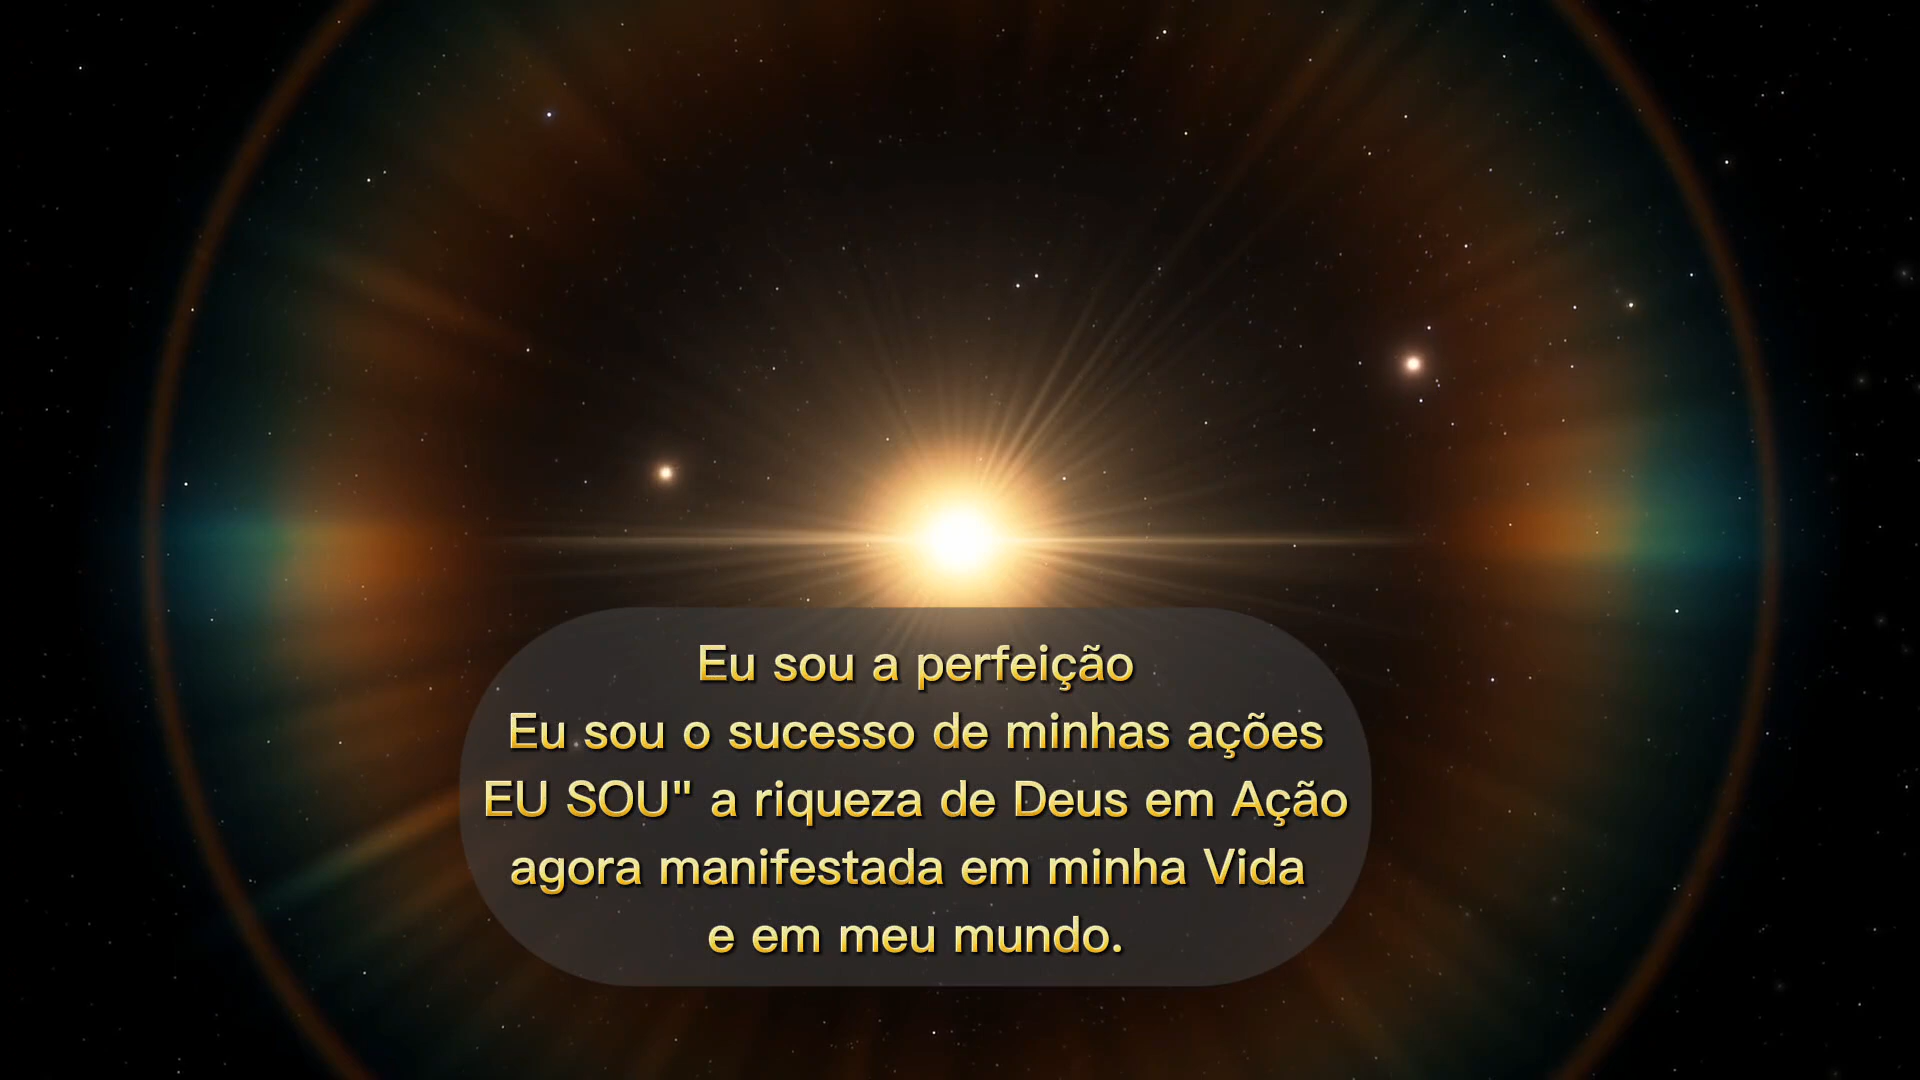 Eu sou a perfeição
Eu sou o sucesso de minhas ações
EU SOU" a riqueza de Deus em Ação
agora manifestada em minha Vida
e em meu mundo.